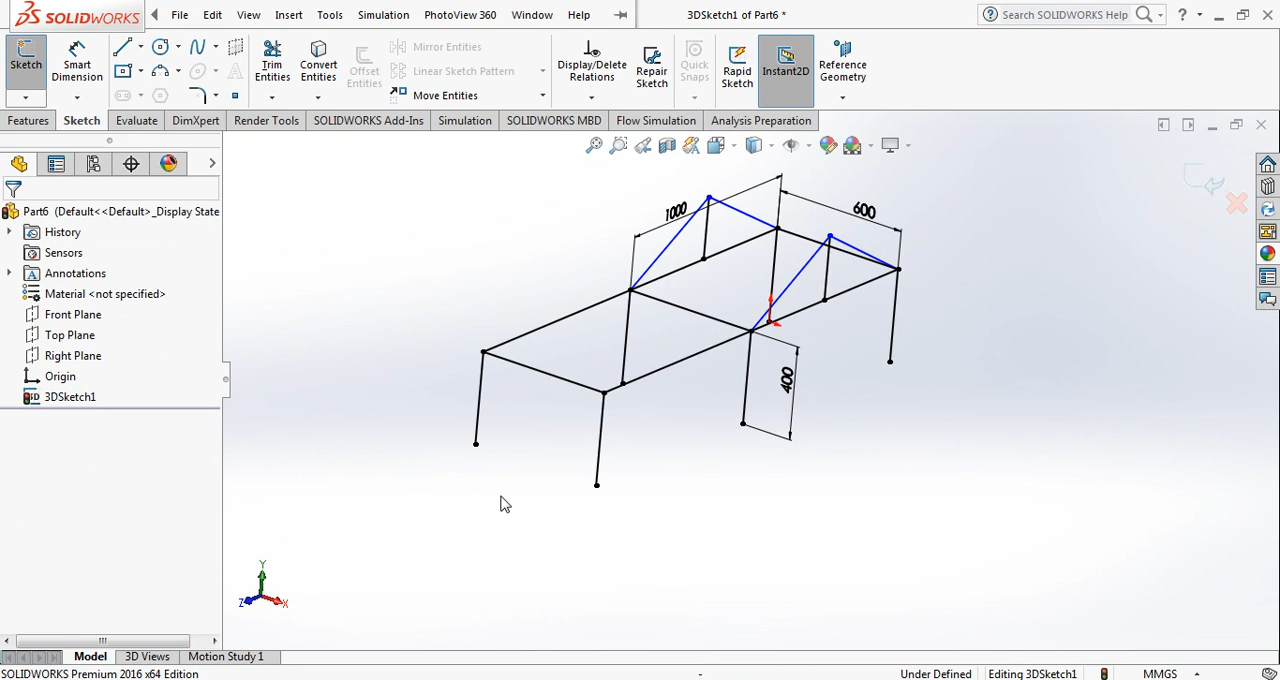 SOLIDWORKS
File Edit View Insert Tools Simulation PhotoView 360 Window Help
3DSketch1 of Part6 *
Search SOLIDWORKS Help
?
Sketch
Smart Dimension
Trim Entities
Convert Entities
Offset Entities
Mirror Entities
Linear Sketch Pattern
Move Entities
Display/Delete Relations
Repair Sketch
Quick Snaps
Rapid Sketch
Instant2D
Reference Geometry
Features Sketch Evaluate DimXpert Render Tools SOLIDWORKS Add-Ins Simulation SOLIDWORKS MBD Flow Simulation Analysis Preparation
Part6 (Default<<Default>_Display State
History
Sensors
Annotations
Material <not specified>
Front Plane
Top Plane
Right Plane
Origin
3D 3DSketch1
1000
600
400
Y
Z
X
Model 3D Views Motion Study 1
SOLIDWORKS Premium 2016 x64 Edition
-
Under Defined Editing 3DSketch1 MMGS